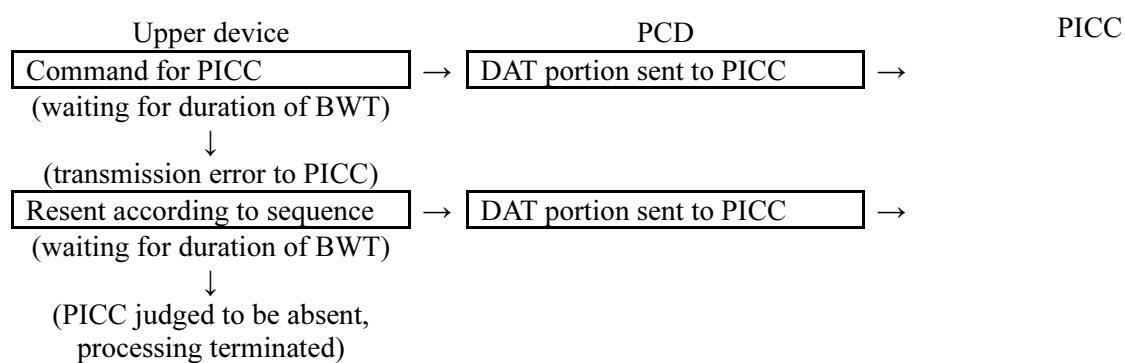 Upper device PCD PICC
Command for PICC → DAT portion sent to PICC →
(waiting for duration of BWT)
↓
(transmission error to PICC)
Resent according to sequence → DAT portion sent to PICC →
(waiting for duration of BWT)
↓
(PICC judged to be absent,
processing terminated)